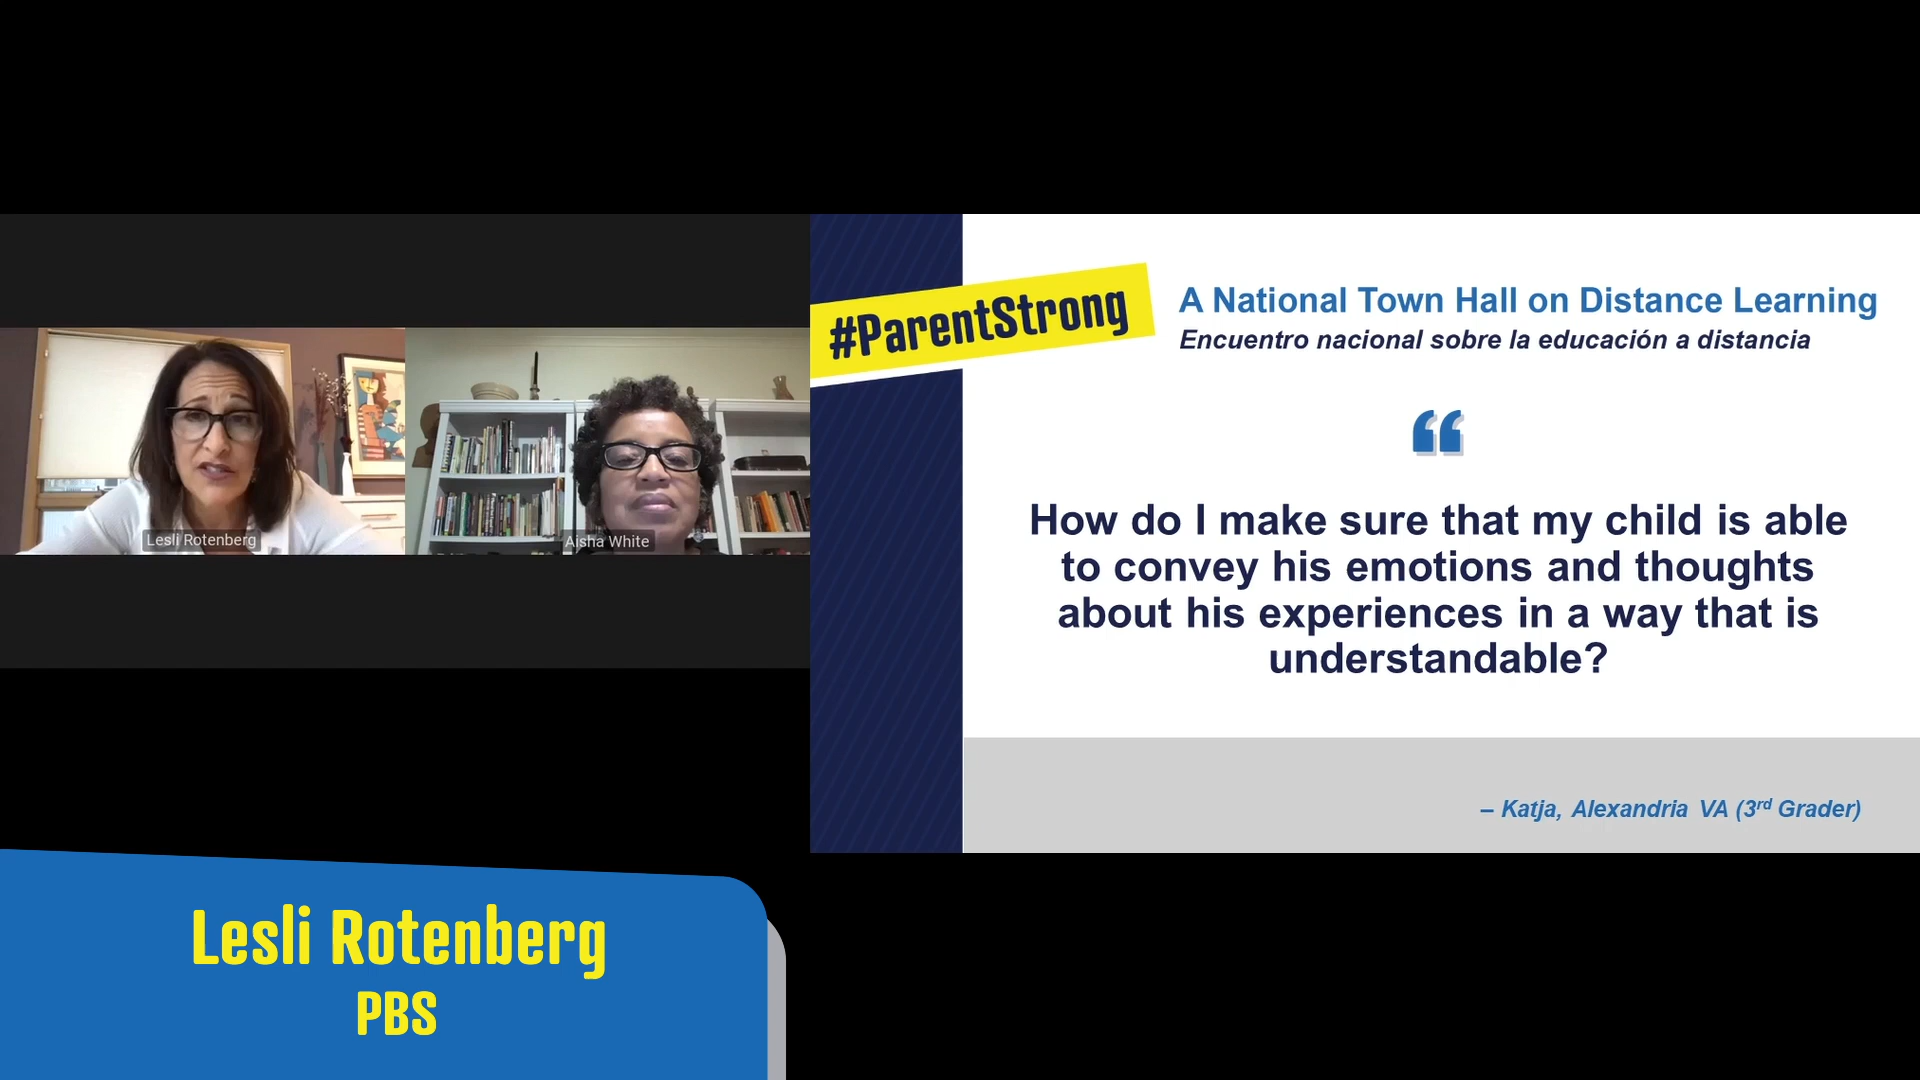 #ParentStrong
A National Town Hall on Distance Learning
Encuentro nacional sobre la educación a distancia
“
How do I make sure that my child is able
to convey his emotions and thoughts
about his experiences in a way that is
understandable?
– Katja, Alexandria VA (3rd Grader)
Lesli Rotenberg
Aisha White
Lesli Rotenberg
PBS